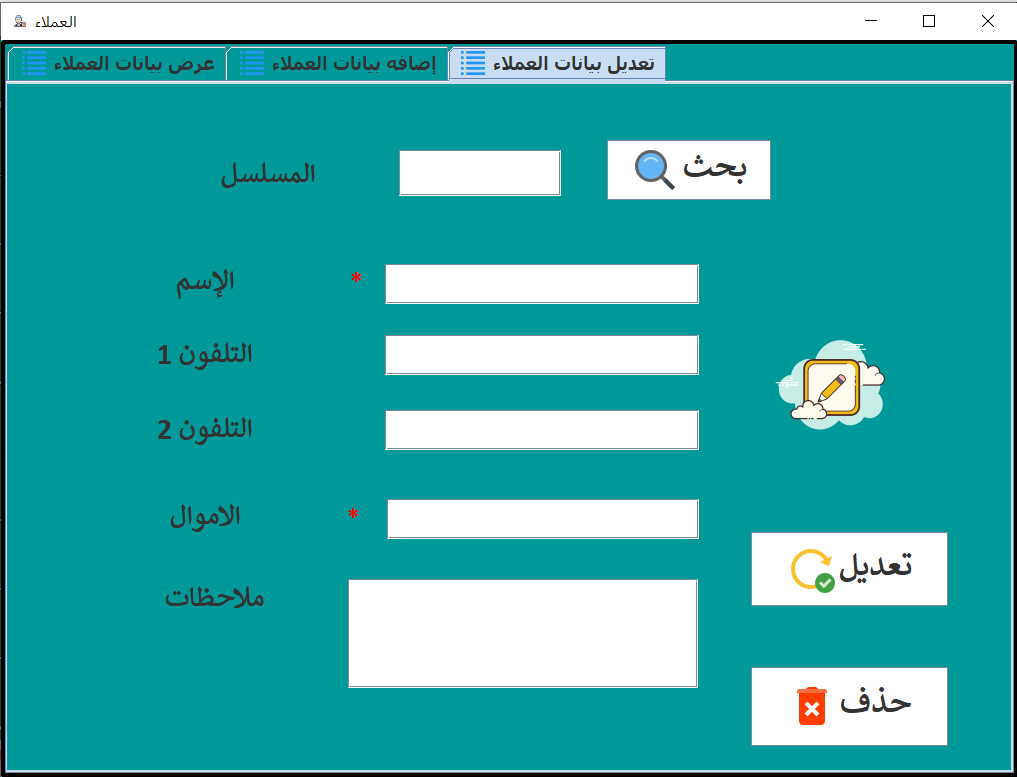 العملاء
عرض بيانات العملاء
إضافه بيانات العملاء
تعديل بيانات العملاء
المسلسل
بحث
الإسم *
التلفون 1
التلفون 2
الاموال *
تعديل
ملاحظات
حذف